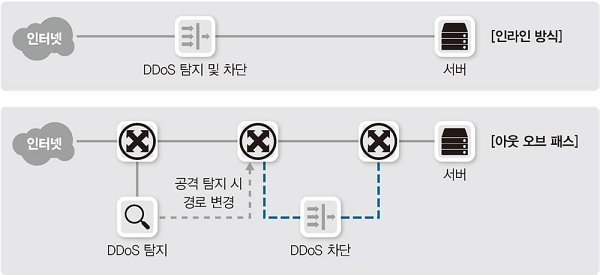 인터넷
DDoS 탐지 및 차단
서버
[인라인 방식]
인터넷
서버
[아웃 오브 패스]
공격 탐지 시
경로 변경
DDoS 탐지
DDoS 차단